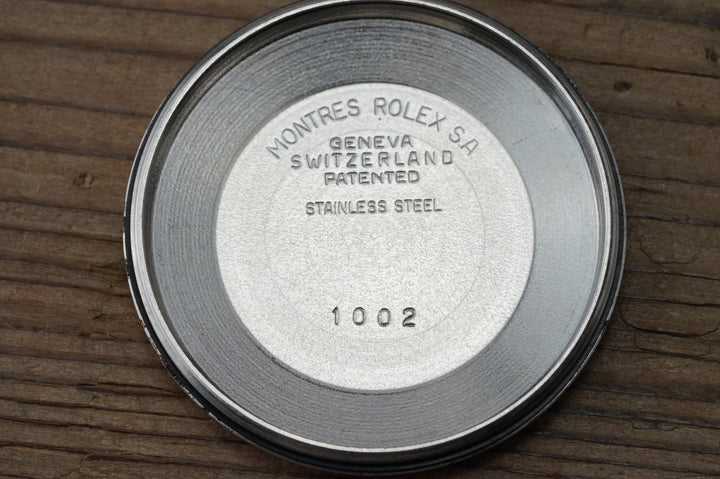 MONTRES ROLEX SA
GENEVA
SWITZERLAND
PATENTED
STAINLESS STEEL
1002